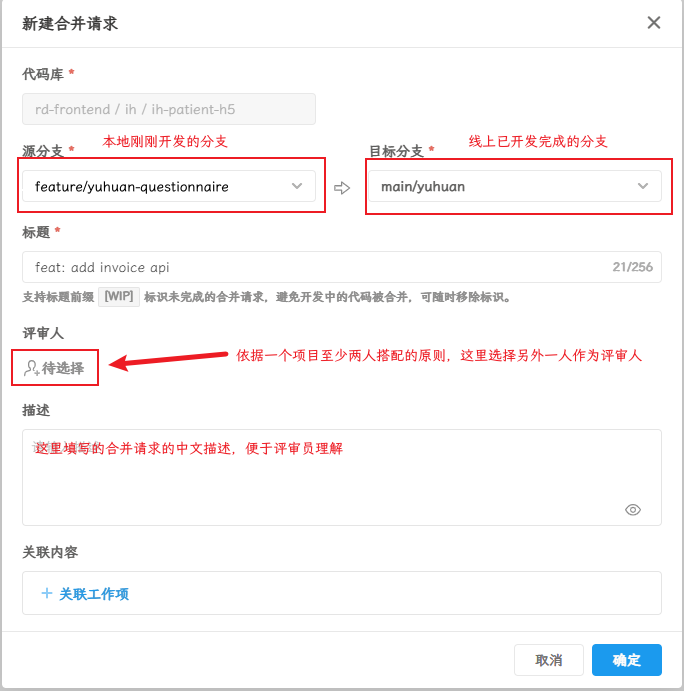 新建合并请求
代码库 *
rd-frontend / ih / ih-patient-h5
本地刚刚开发的分支
线上已开发完成的分支
源分支 *
目标分支 *
feature/yuhuan-questionnaire
main/yuhuan
标题 *
feat: add invoice api
21/256
支持标题前缀 [WIP] 标识未完成的合并请求，避免开发中的代码被合并，可随时移除标识。
评审人
待选择
依据一个项目至少两人搭配的原则，这里选择另外一人作为评审人
描述
这里填写的合并请求的中文描述，便于评审员理解
关联内容
+ 关联工作项
取消
确定